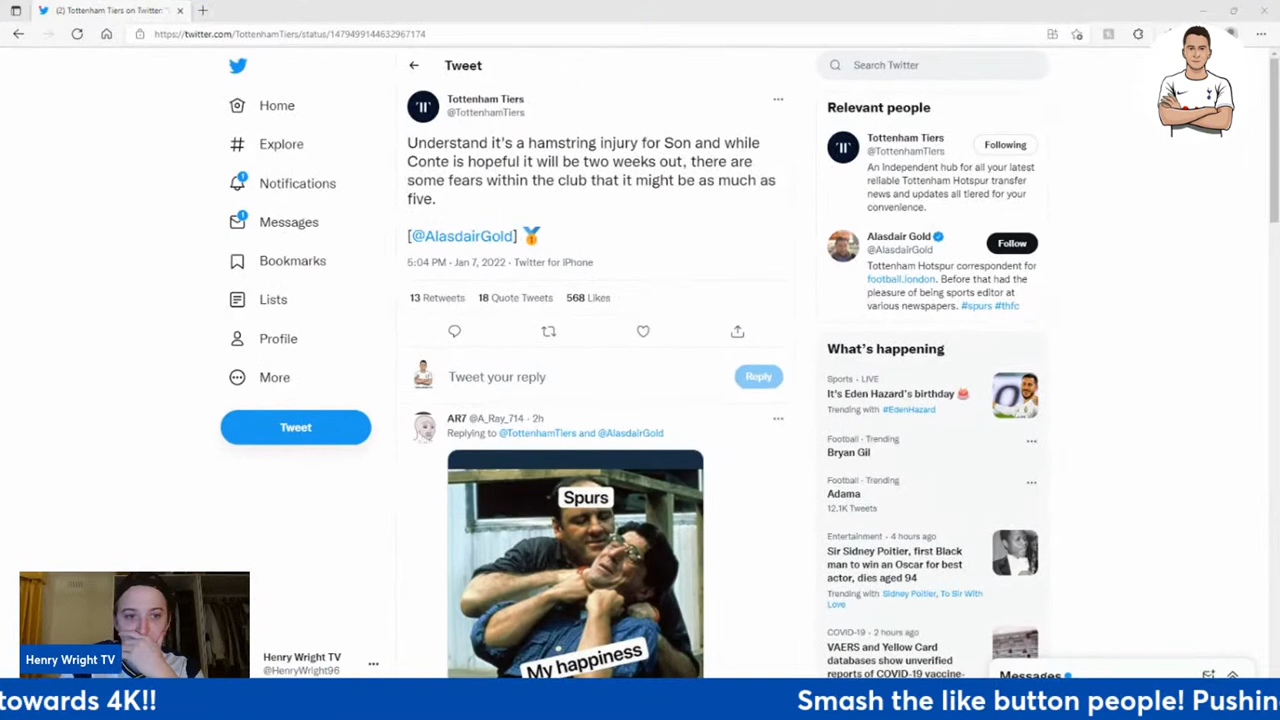 (2) Tottenham Tiers on Twitter: "
https://twitter.com/TottenhamTiers/status/1479499144632967174
Home
Explore
1
Notifications
1
Messages
Bookmarks
Lists
Profile
More
Tweet
Henry Wright TV
@HenryWright96
Tweet
Tottenham Tiers
@TottenhamTiers
Understand it's a hamstring injury for Son and while
Conte is hopeful it will be two weeks out, there are
some fears within the club that it might be as much as
five.
[@AlasdairGold]
5:04 PM · Jan 7, 2022 · Twitter for iPhone
13 Retweets 18 Quote Tweets 568 Likes
Tweet your reply
Reply
AR7 @A_Ray_714 · 2h
Replying to @TottenhamTiers and @AlasdairGold
Spurs
My happiness
Search Twitter
Relevant people
Tottenham Tiers
@TottenhamTiers
Following
An Independent hub for all your latest
reliable Tottenham Hotspur transfer
news and updates all tiered for your
convenience.
Alasdair Gold
@AlasdairGold
Follow
Tottenham Hotspur correspondent for
football.london. Before that had the
pleasure of being sports editor at
various newspapers. #spurs #thfc
What's happening
Sports · LIVE
It's Eden Hazard's birthday
Trending with #EdenHazard
Football · Trending
Bryan Gil
Football · Trending
Adama
12.1K Tweets
Entertainment · 4 hours ago
Sir Sidney Poitier, first Black
man to win an Oscar for best
actor, dies aged 94
Trending with Sidney Poitier, To Sir With
Love
COVID-19 · 2 hours ago
VAERS and Yellow Card
databases show unverified
reports of COVID-19 vaccine-
Messages
Henry Wright TV
towards 4K!! Smash the like button people! Pushin